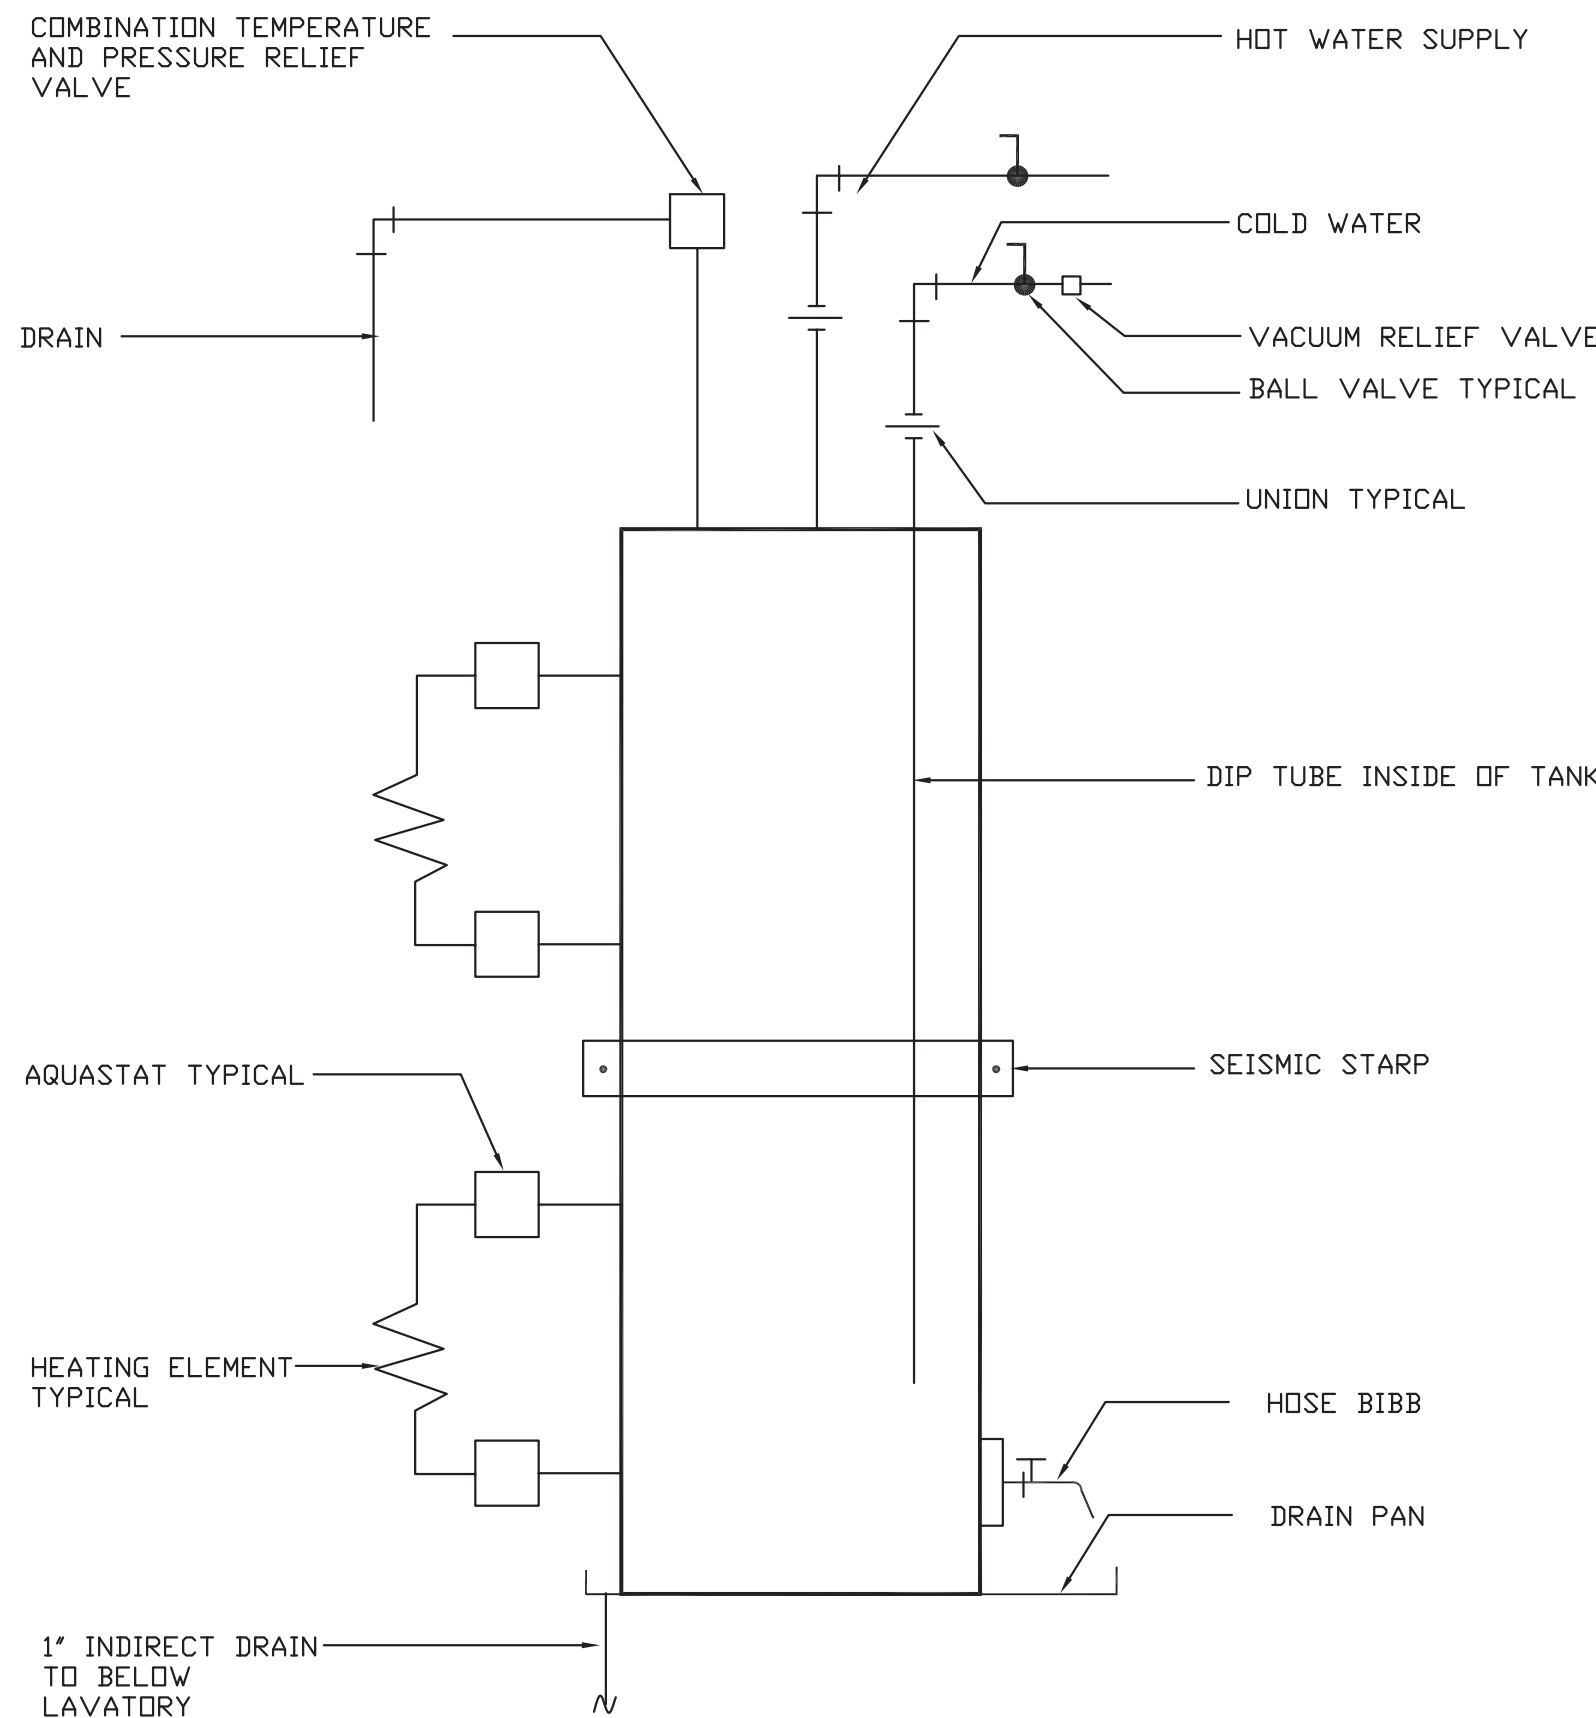 COMBINATION TEMPERATURE
AND PRESSURE RELIEF
VALVE
HOT WATER SUPPLY
COLD WATER
DRAIN
VACUUM RELIEF VALVE
BALL VALVE TYPICAL
UNION TYPICAL
DIP TUBE INSIDE OF TANK
AQUASTAT TYPICAL
SEISMIC STARP
HEATING ELEMENT
TYPICAL
HOSE BIBB
DRAIN PAN
1" INDIRECT DRAIN
TO BELOW
LAVATORY